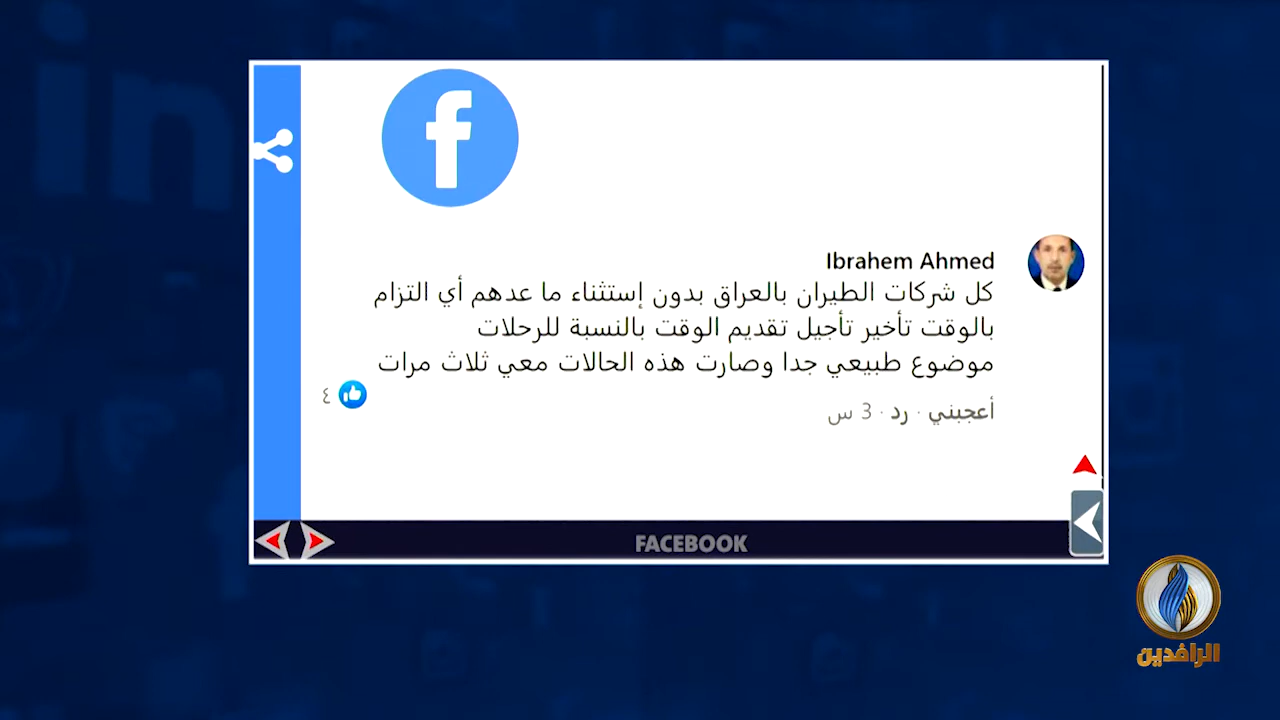 in
f
Ibrahem Ahmed
كل شركات الطيران بالعراق بدون إستثناء ما عدهم أي التزام
بالوقت تأخير تأجيل تقديم الوقت بالنسبة للرحلات
موضوع طبيعي جدا وصارت هذه الحالات معي ثلاث مرات
٤
أعجبني · رد · 3 س
FACEBOOK
الرافدين